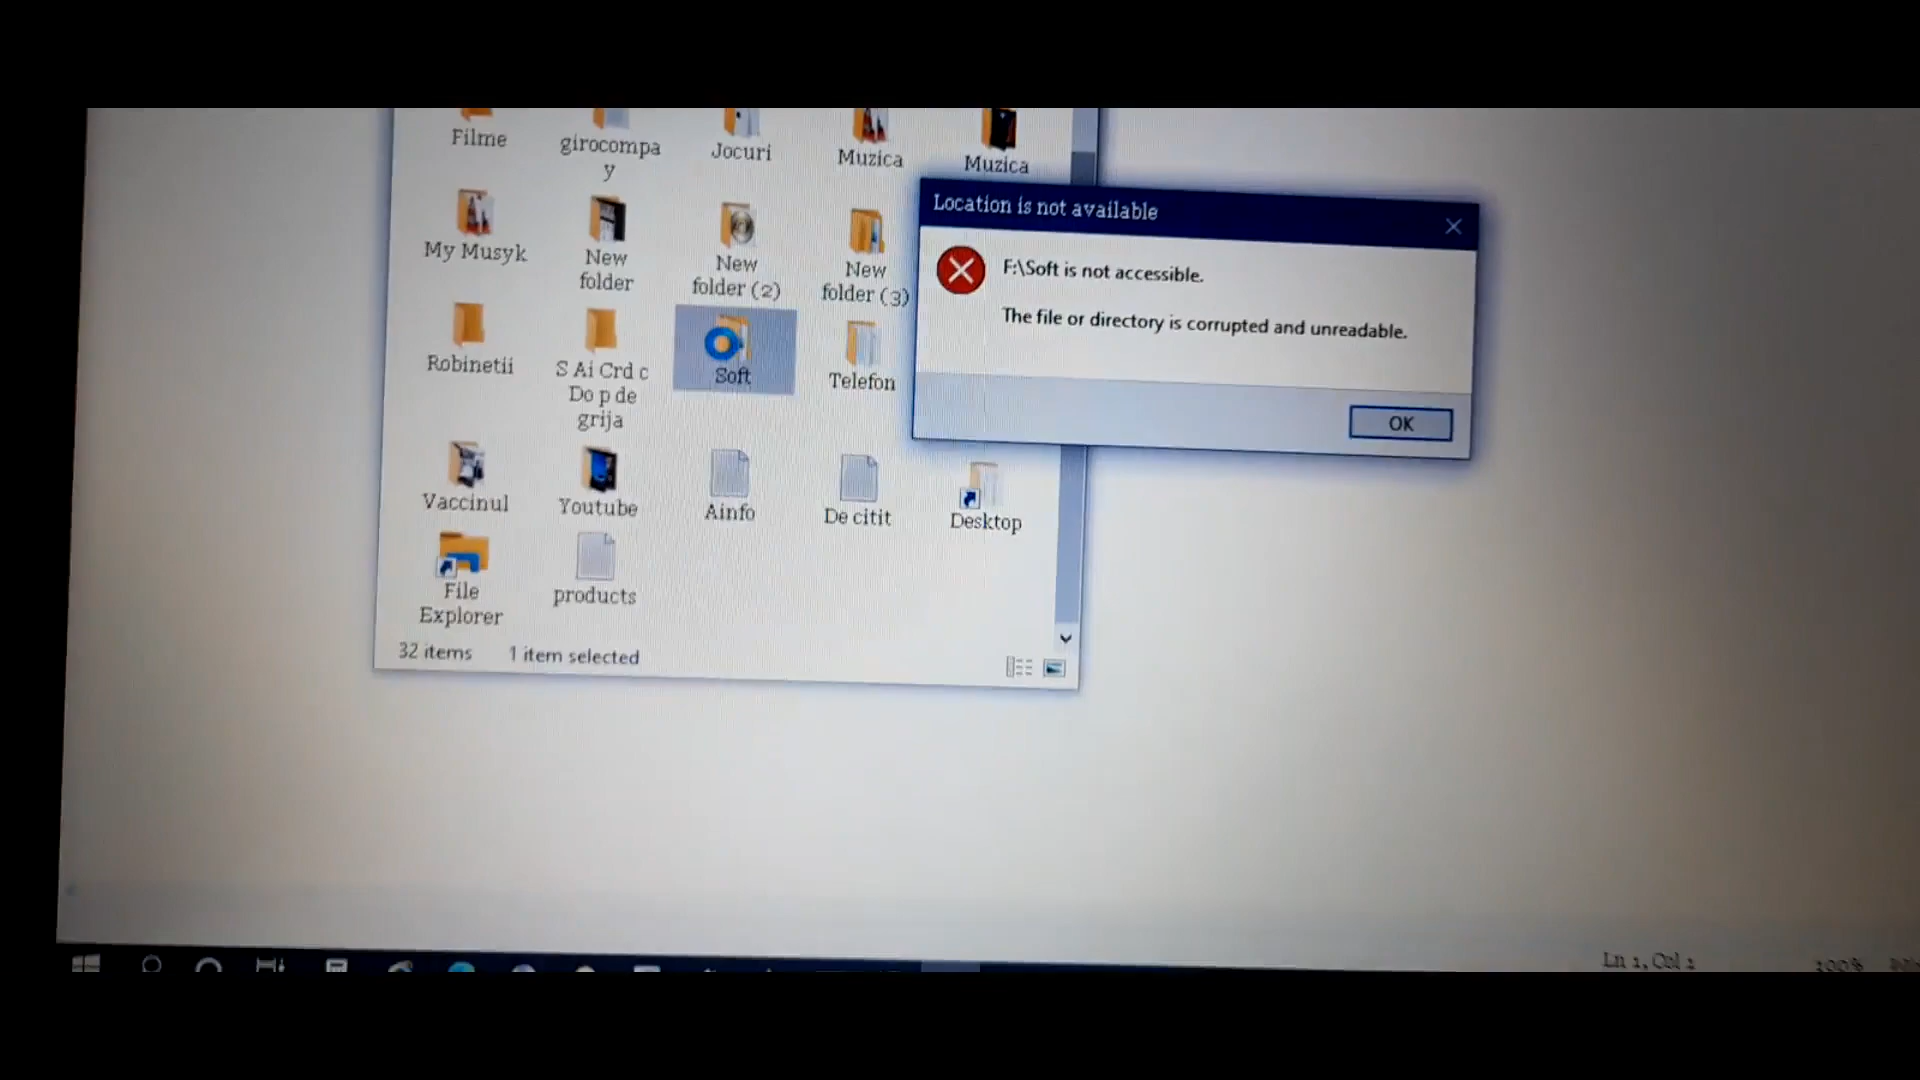 Filme
girocompa
y
Jocuri
Muzica
Muzica
My Musyk
New
folder
New
folder (2)
New
folder (3)
Robinetii
S Ai Crd c
Do p de
grija
Soft
Telefon
Vaccinul
Youtube
Ainfo
De citit
Desktop
File
Explorer
products
32 items
1 item selected
Location is not available
F:\Soft is not accessible.
The file or directory is corrupted and unreadable.
OK
Ln 1, Col 1
100%